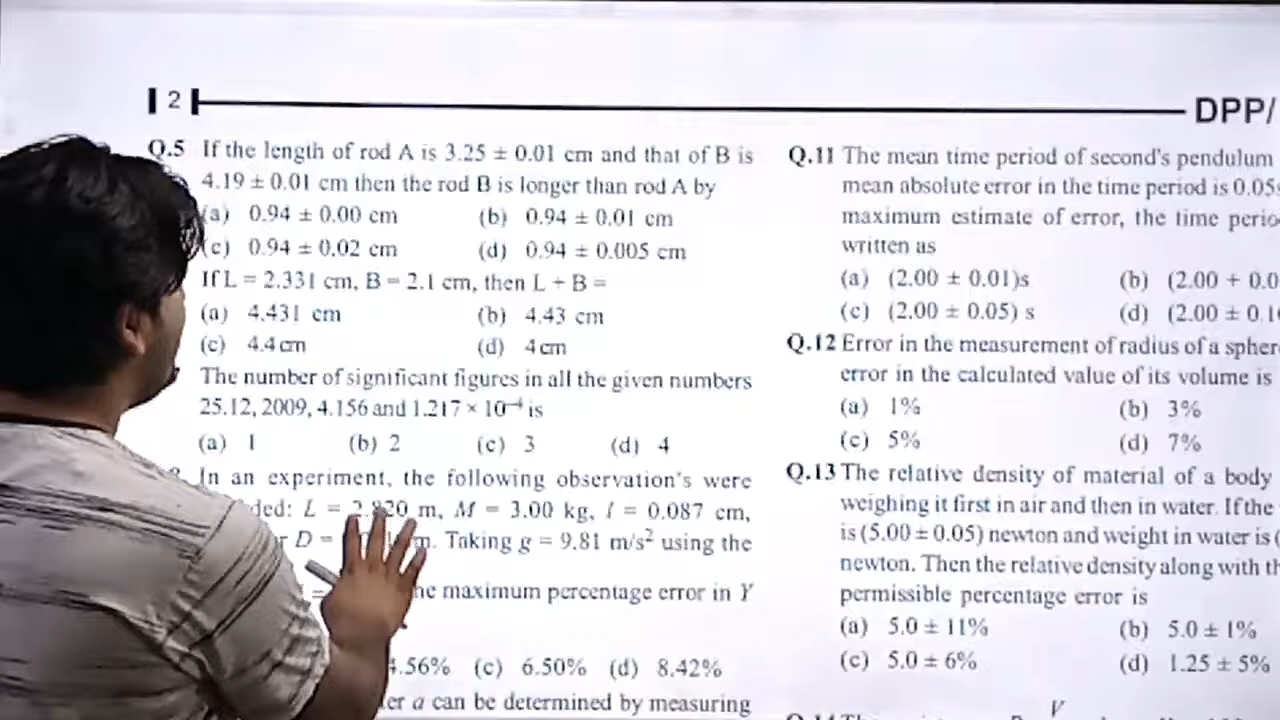 2
DPP/
Q.5 If the length of rod A is 3.25 ± 0.01 cm and that of B is
4.19 ± 0.01 cm then the rod B is longer than rod A by
(a) 0.94 ± 0.00 cm (b) 0.94 ± 0.01 cm
(c) 0.94 ± 0.02 cm (d) 0.94 ± 0.005 cm
If L = 2.331 cm, B = 2.1 cm, then L + B =
(a) 4.431 cm (b) 4.43 cm
(c) 4.4 cm (d) 4 cm
The number of significant figures in all the given numbers
25.12, 2009, 4.156 and 1.217 × 10⁻⁴ is
(a) 1 (b) 2 (c) 3 (d) 4
In an experiment, the following observation's were
L = 2.820 m, M = 3.00 kg, l = 0.087 cm,
D = Taking g = 9.81 m/s² using the
maximum percentage error in Y
4.56% (c) 6.50% (d) 8.42%
a can be determined by measuring
Q.11 The mean time period of second's pendulum
mean absolute error in the time period is 0.05s
maximum estimate of error, the time
written as
(a) (2.00 ± 0.01)s (b) (2.00 + 0.0
(c) (2.00 ± 0.05) s (d) (2.00 ± 0.1
Q.12 Error in the measurement of radius of a
error in the calculated value of its volume is
(a) 1% (b) 3%
(c) 5% (d) 7%
Q.13 The relative density of material of a body
weighing it first in air and then in water. If the
is (5.00 ± 0.05) newton and weight in water is (
newton. Then the relative density along with
permissible percentage error is
(a) 5.0 ± 11% (b) 5.0 ± 1%
(c) 5.0 ± 6% (d) 1.25 ± 5%
V